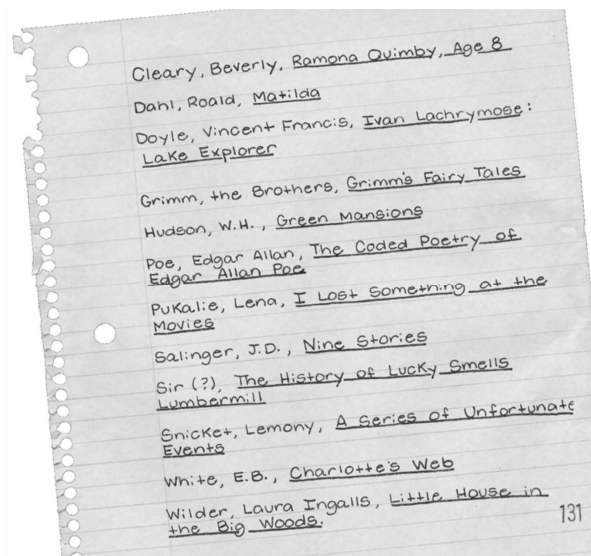 Cleary, Beverly, Ramona Quimby, Age 8
Dahl, Roald, Matilda
Doyle, Vincent Francis, Ivan Lachrymose:
Lake Explorer
Grimm, the Brothers, Grimm's Fairy Tales
Hudson, W.H., Green Mansions
Poe, Edgar Allan, The Coded Poetry of
Edgar Allan Poe
Pukalie, Lena, I Lost Something at the
Movies
Salinger, J.D., Nine Stories
Sir (?), The History of Lucky Smells
Lumbermill
Snicket, Lemony, A Series of Unfortunate
Events
White, E.B., Charlotte's Web
Wilder, Laura Ingalls, Little House in
the Big Woods.
131